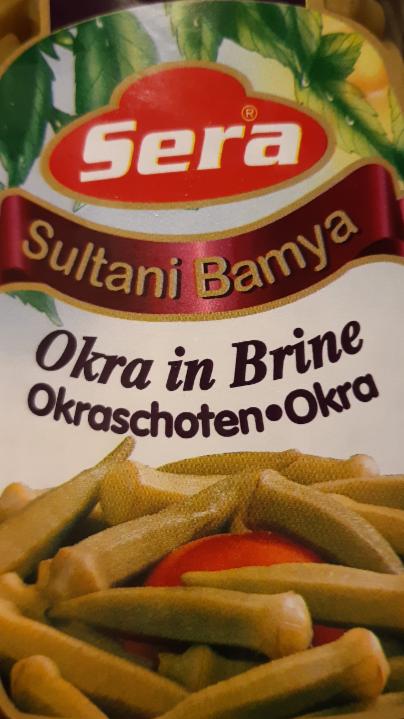 Sera®
Sultani Bamya
Okra in Brine
Okraschoten•Okra